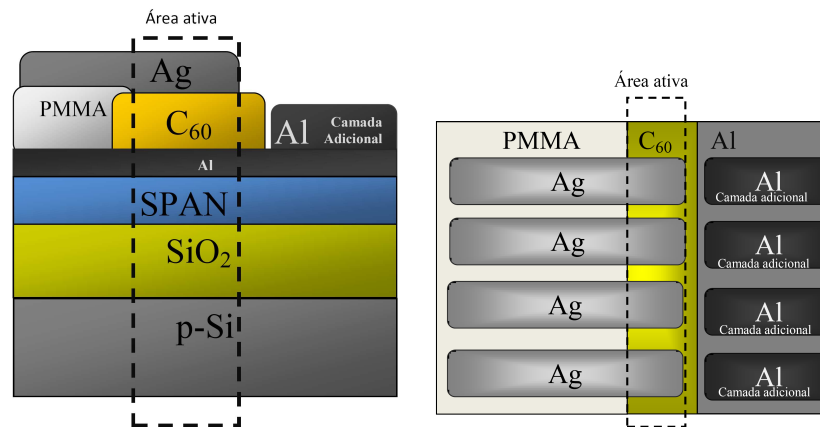 Área ativa
Ag
PMMA
C₆₀
Al
Camada
Adicional
Al
SPAN
SiO₂
p-Si
Área ativa
PMMA
C₆₀
Al
Ag
Al
Camada adicional
Ag
Al
Camada adicional
Ag
Al
Camada adicional
Ag
Al
Camada adicional